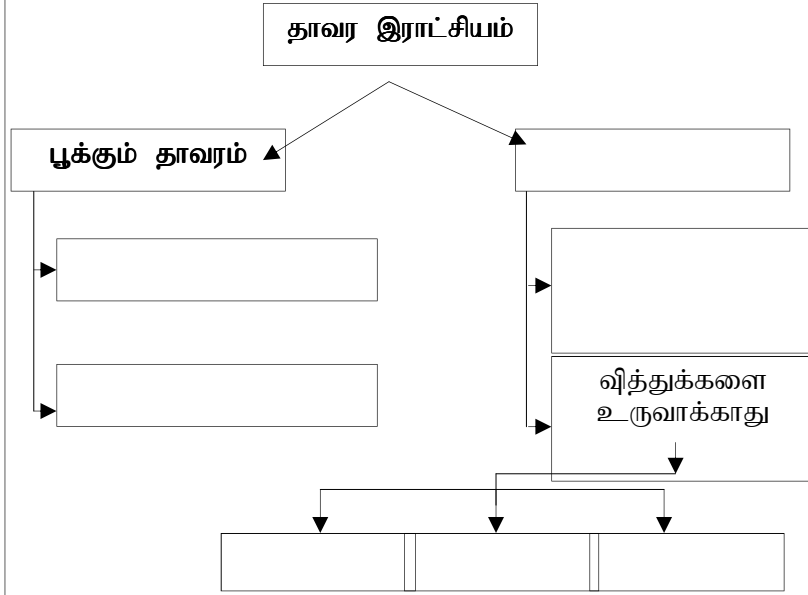 தாவர இராட்சியம்
பூக்கும் தாவரம்
வித்துக்களை
உருவாக்காது